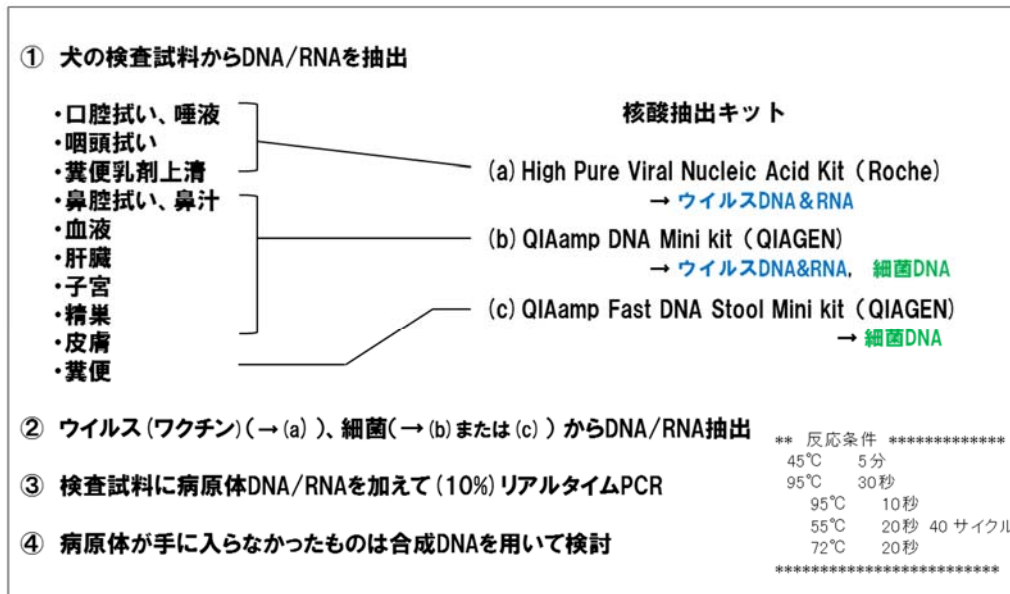 ① 犬の検査試料からDNA/RNAを抽出
・口腔拭い、唾液
・咽頭拭い
・糞便乳剤上清
・鼻腔拭い、鼻汁
・血液
・肝臓
・子宮
・精巣
・皮膚
・糞便
核酸抽出キット
(a) High Pure Viral Nucleic Acid Kit (Roche)
→ ウイルスDNA&RNA
(b) QIAamp DNA Mini kit (QIAGEN)
→ ウイルスDNA&RNA, 細菌DNA
(c) QIAamp Fast DNA Stool Mini kit (QIAGEN)
→ 細菌DNA
② ウイルス(ワクチン)(→(a))、細菌(→(b)または(c))からDNA/RNA抽出
③ 検査試料に病原体DNA/RNAを加えて(10%)リアルタイムPCR
④ 病原体が手に入らなかったものは合成DNAを用いて検討
** 反応条件 *************
45℃ 5分
95℃ 30秒
95℃ 10秒
55℃ 20秒 40 サイクル
72℃ 20秒
*************************